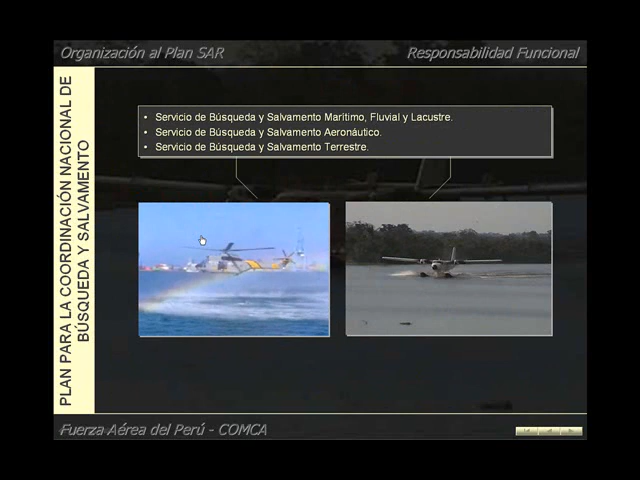 Organización al Plan SAR
Responsabilidad Funcional
PLAN PARA LA COORDINACIÓN NACIONAL DE
BÚSQUEDA Y SALVAMENTO
• Servicio de Búsqueda y Salvamento Marítimo, Fluvial y Lacustre.
• Servicio de Búsqueda y Salvamento Aeronáutico.
• Servicio de Búsqueda y Salvamento Terrestre.
Fuerza Aérea del Perú - COMCA